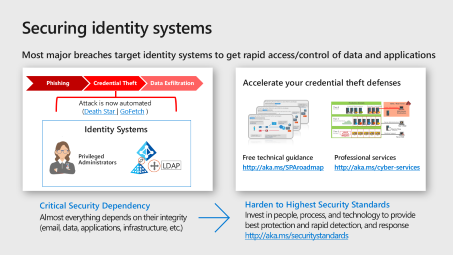 Securing identity systems
Most major breaches target identity systems to get rapid access/control of data and applications
Phishing
Credential Theft
Data Exfiltration
Attack is now automated
(Death Star | GoFetch )
Identity Systems
Privileged
Administrators
LDAP
Accelerate your credential theft defenses
Free technical guidance
http://aka.ms/SPAroadmap
Professional services
http://aka.ms/cyber-services
Critical Security Dependency
Almost everything depends on their integrity
(email, data, applications, infrastructure, etc.)
Harden to Highest Security Standards
Invest in people, process, and technology to provide
best protection and rapid detection, and response
http://aka.ms/securitystandards